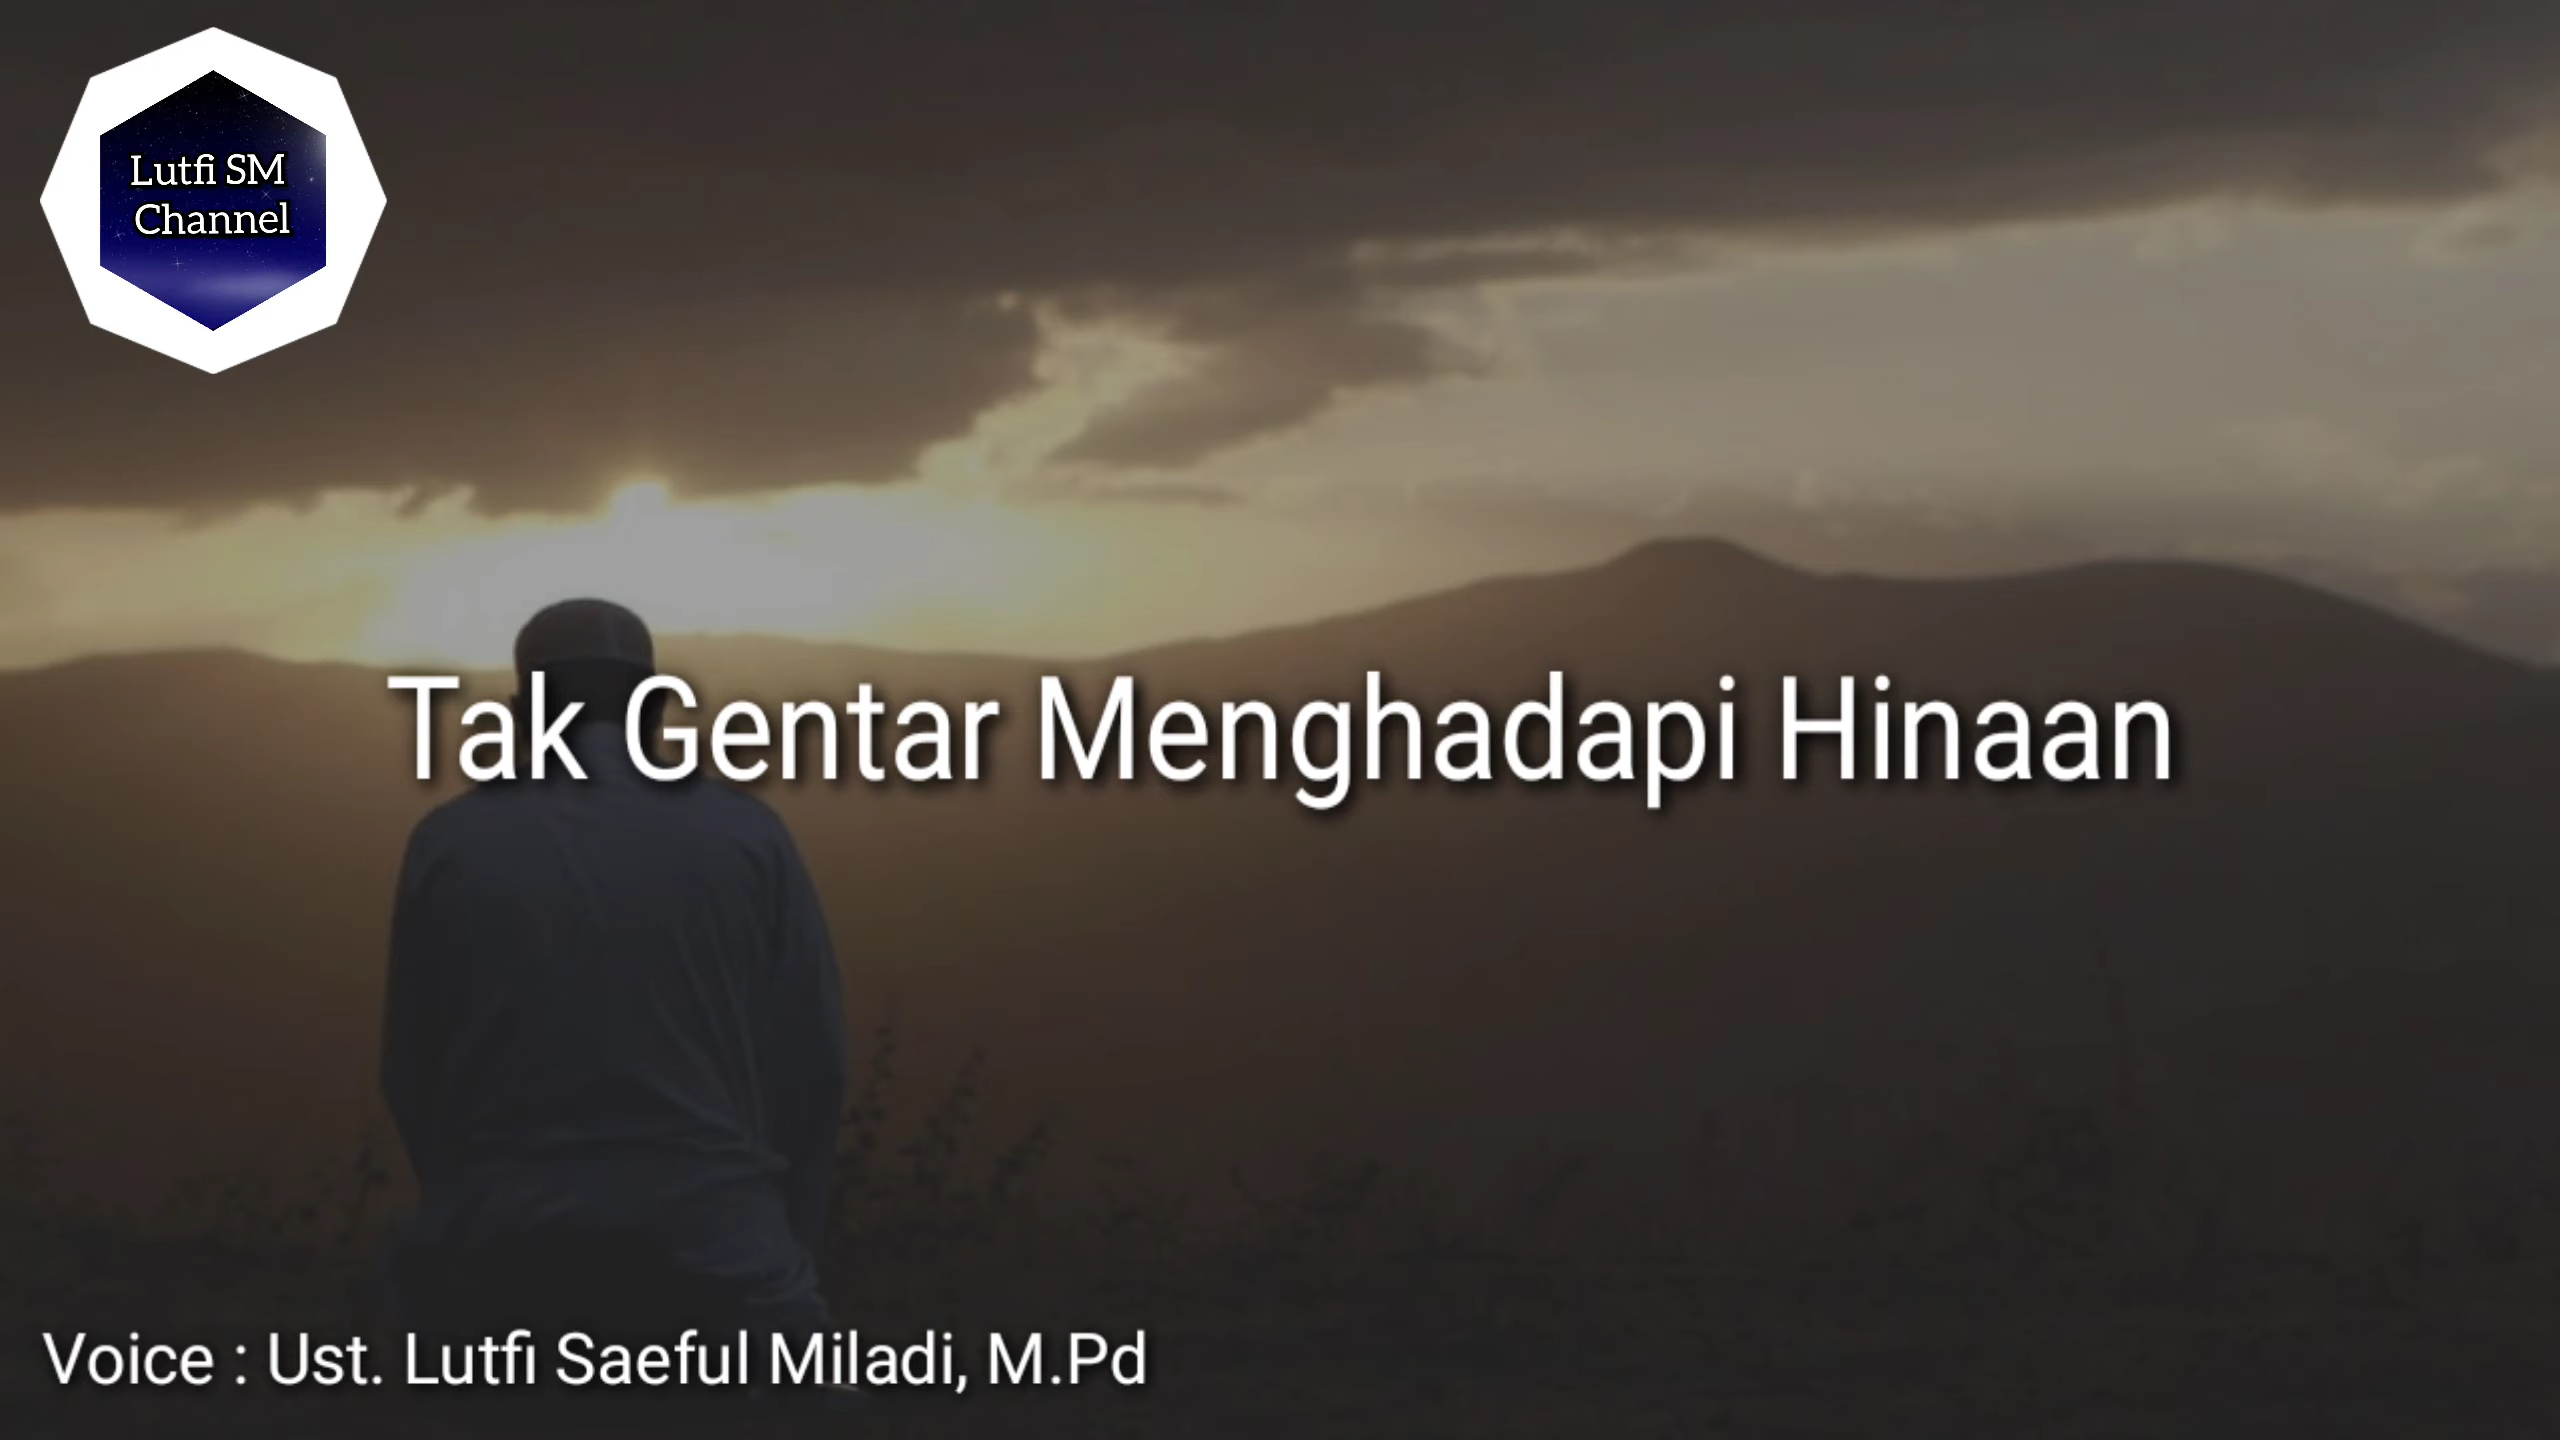 Lutfi SM
Channel
Tak Gentar Menghadapi Hinaan
Voice : Ust. Lutfi Saeful Miladi, M.Pd